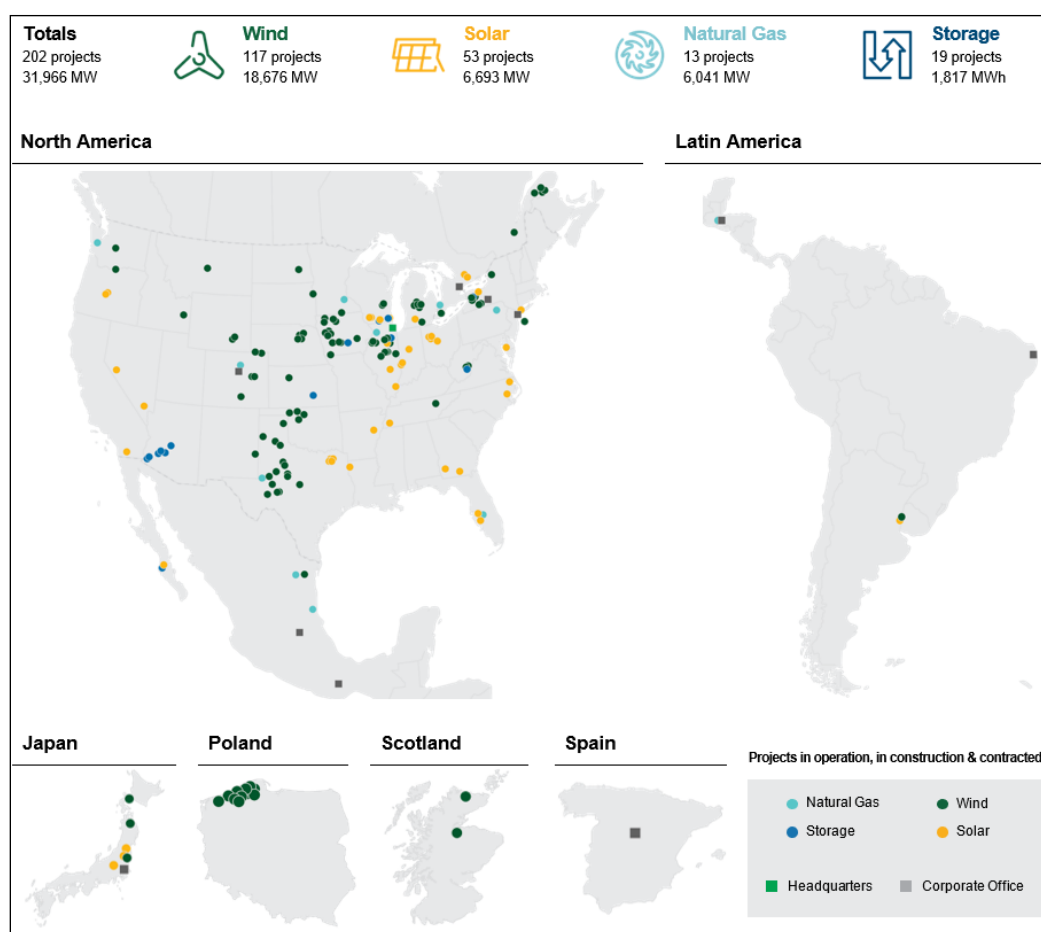 Totals
202 projects
31,966 MW
Wind
117 projects
18,676 MW
Solar
53 projects
6,693 MW
Natural Gas
13 projects
6,041 MW
Storage
19 projects
1,817 MWh
North America
Latin America
Japan
Poland
Scotland
Spain
Projects in operation, in construction & contracted
Natural Gas
Wind
Storage
Solar
Headquarters
Corporate Office